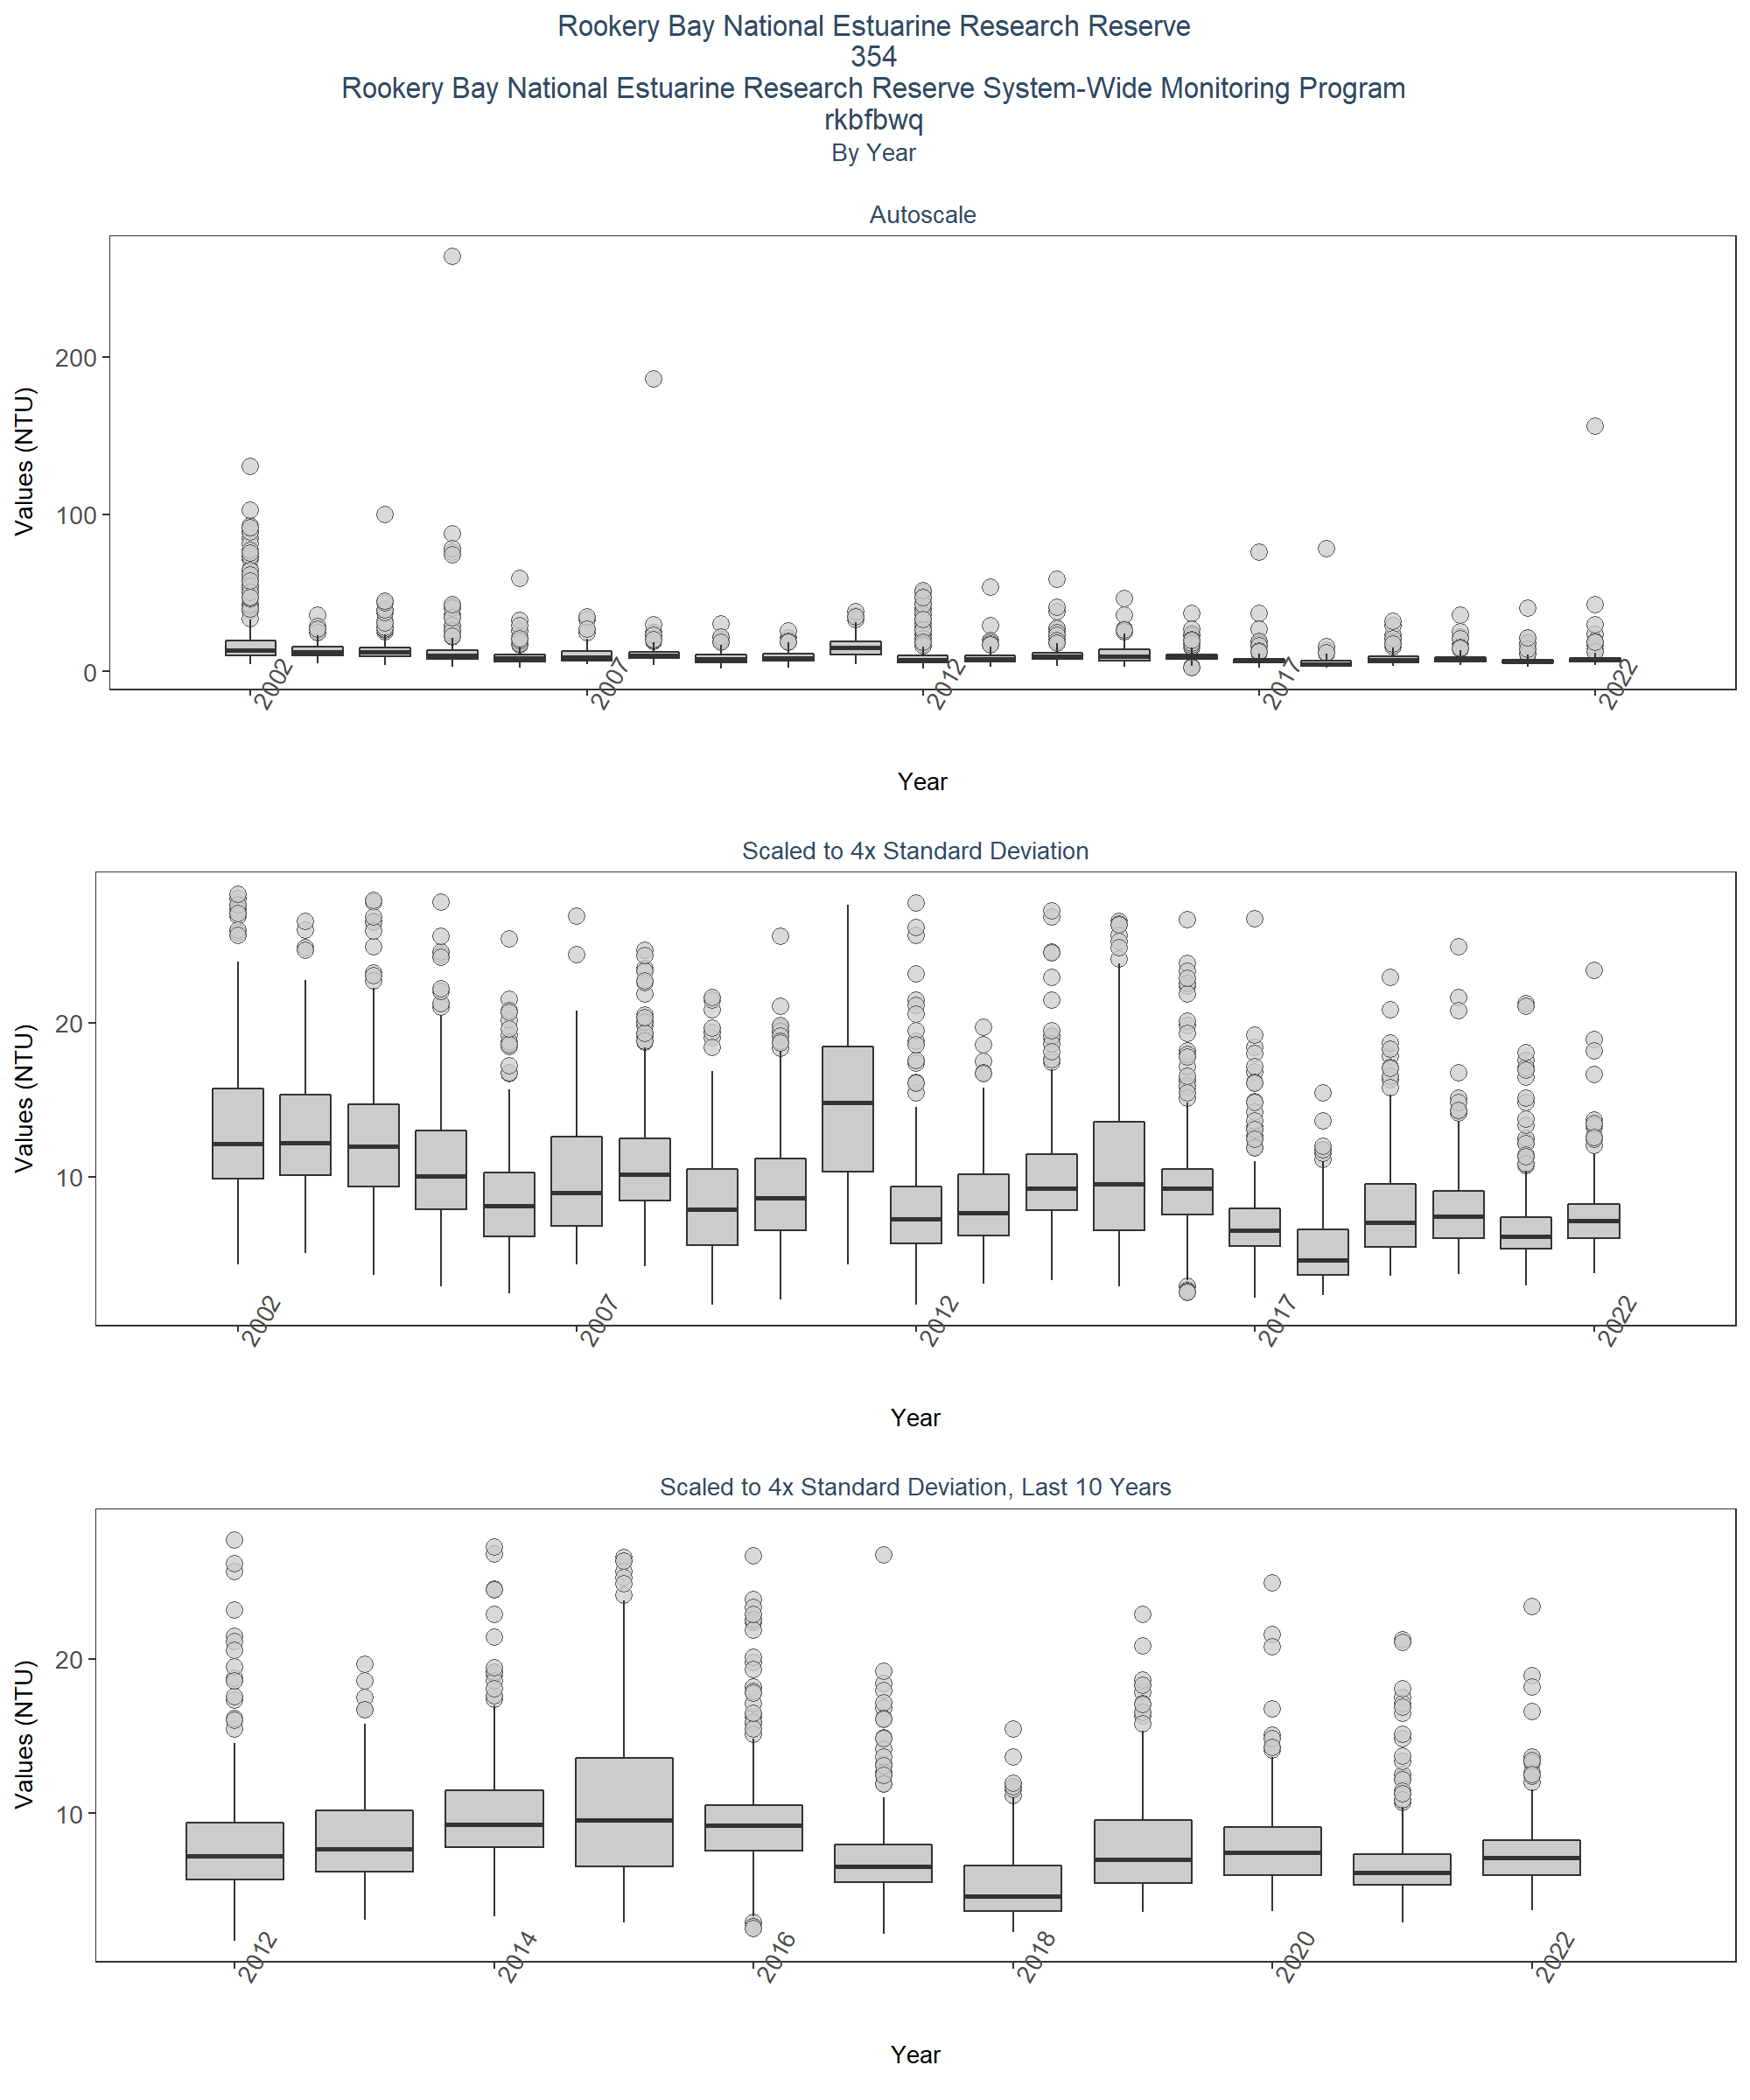 Rookery Bay National Estuarine Research Reserve
354
Rookery Bay National Estuarine Research Reserve System-Wide Monitoring Program
rkbfbwq
By Year
Autoscale
Values (NTU)
200
100
0
2002
2007
2012
2017
2022
Year
Scaled to 4x Standard Deviation
Values (NTU)
20
10
2002
2007
2012
2017
2022
Year
Scaled to 4x Standard Deviation, Last 10 Years
Values (NTU)
20
10
2012
2014
2016
2018
2020
2022
Year